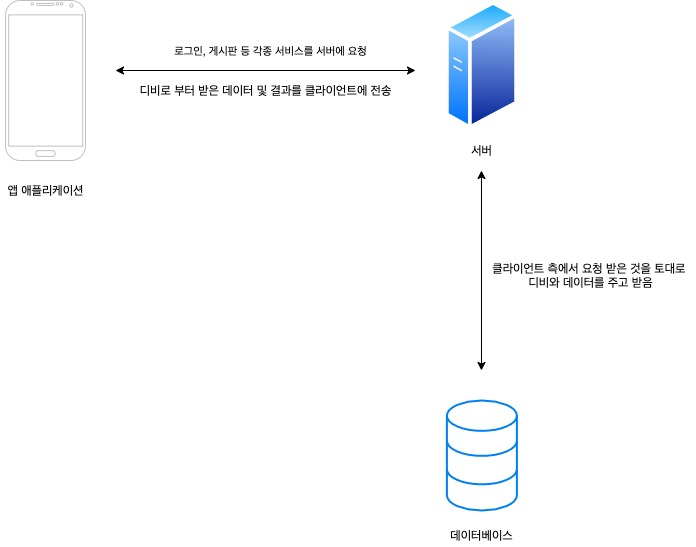 로그인, 게시판 등 각종 서비스를 서버에 요청
디비로 부터 받은 데이터 및 결과를 클라이언트에 전송
서버
앱 애플리케이션
클라이언트 측에서 요청 받은 것을 토대로
디비와 데이터를 주고 받음
데이터베이스